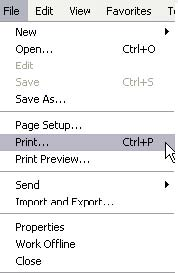 File Edit View Favorites
New
Open... Ctrl+O
Edit
Save Ctrl+S
Save As...
Page Setup...
Print... Ctrl+P
Print Preview...
Send
Import and Export...
Properties
Work Offline
Close